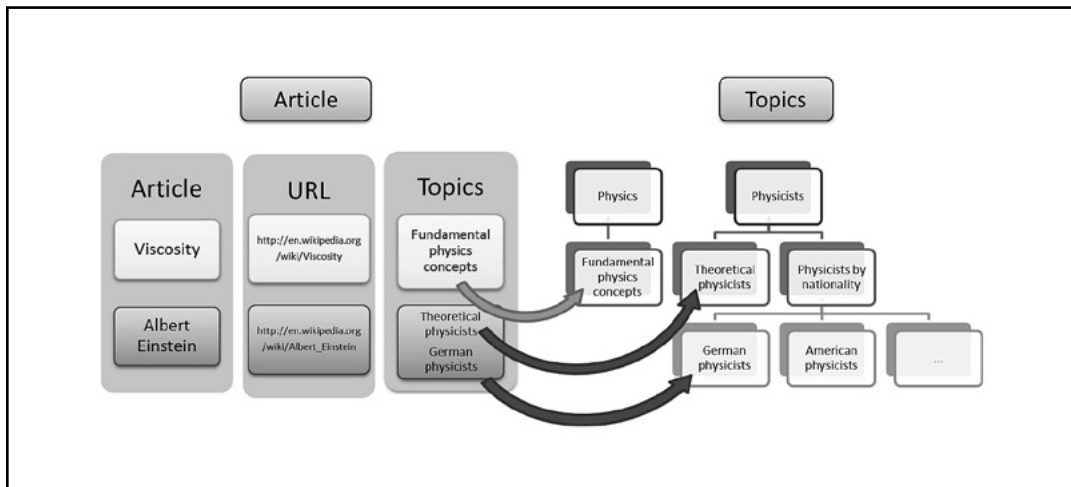 Article
Topics
Article
URL
Topics
Viscosity
http://en.wikipedia.org
/wiki/Viscosity
Fundamental
physics
concepts
Albert
Einstein
http://en.wikipedia.org
/wiki/Albert_Einstein
Theoretical
physicists
German
physicists
Physics
Physicists
Fundamental
physics
concepts
Theoretical
physicists
Physicists by
nationality
German
physicists
American
physicists
...